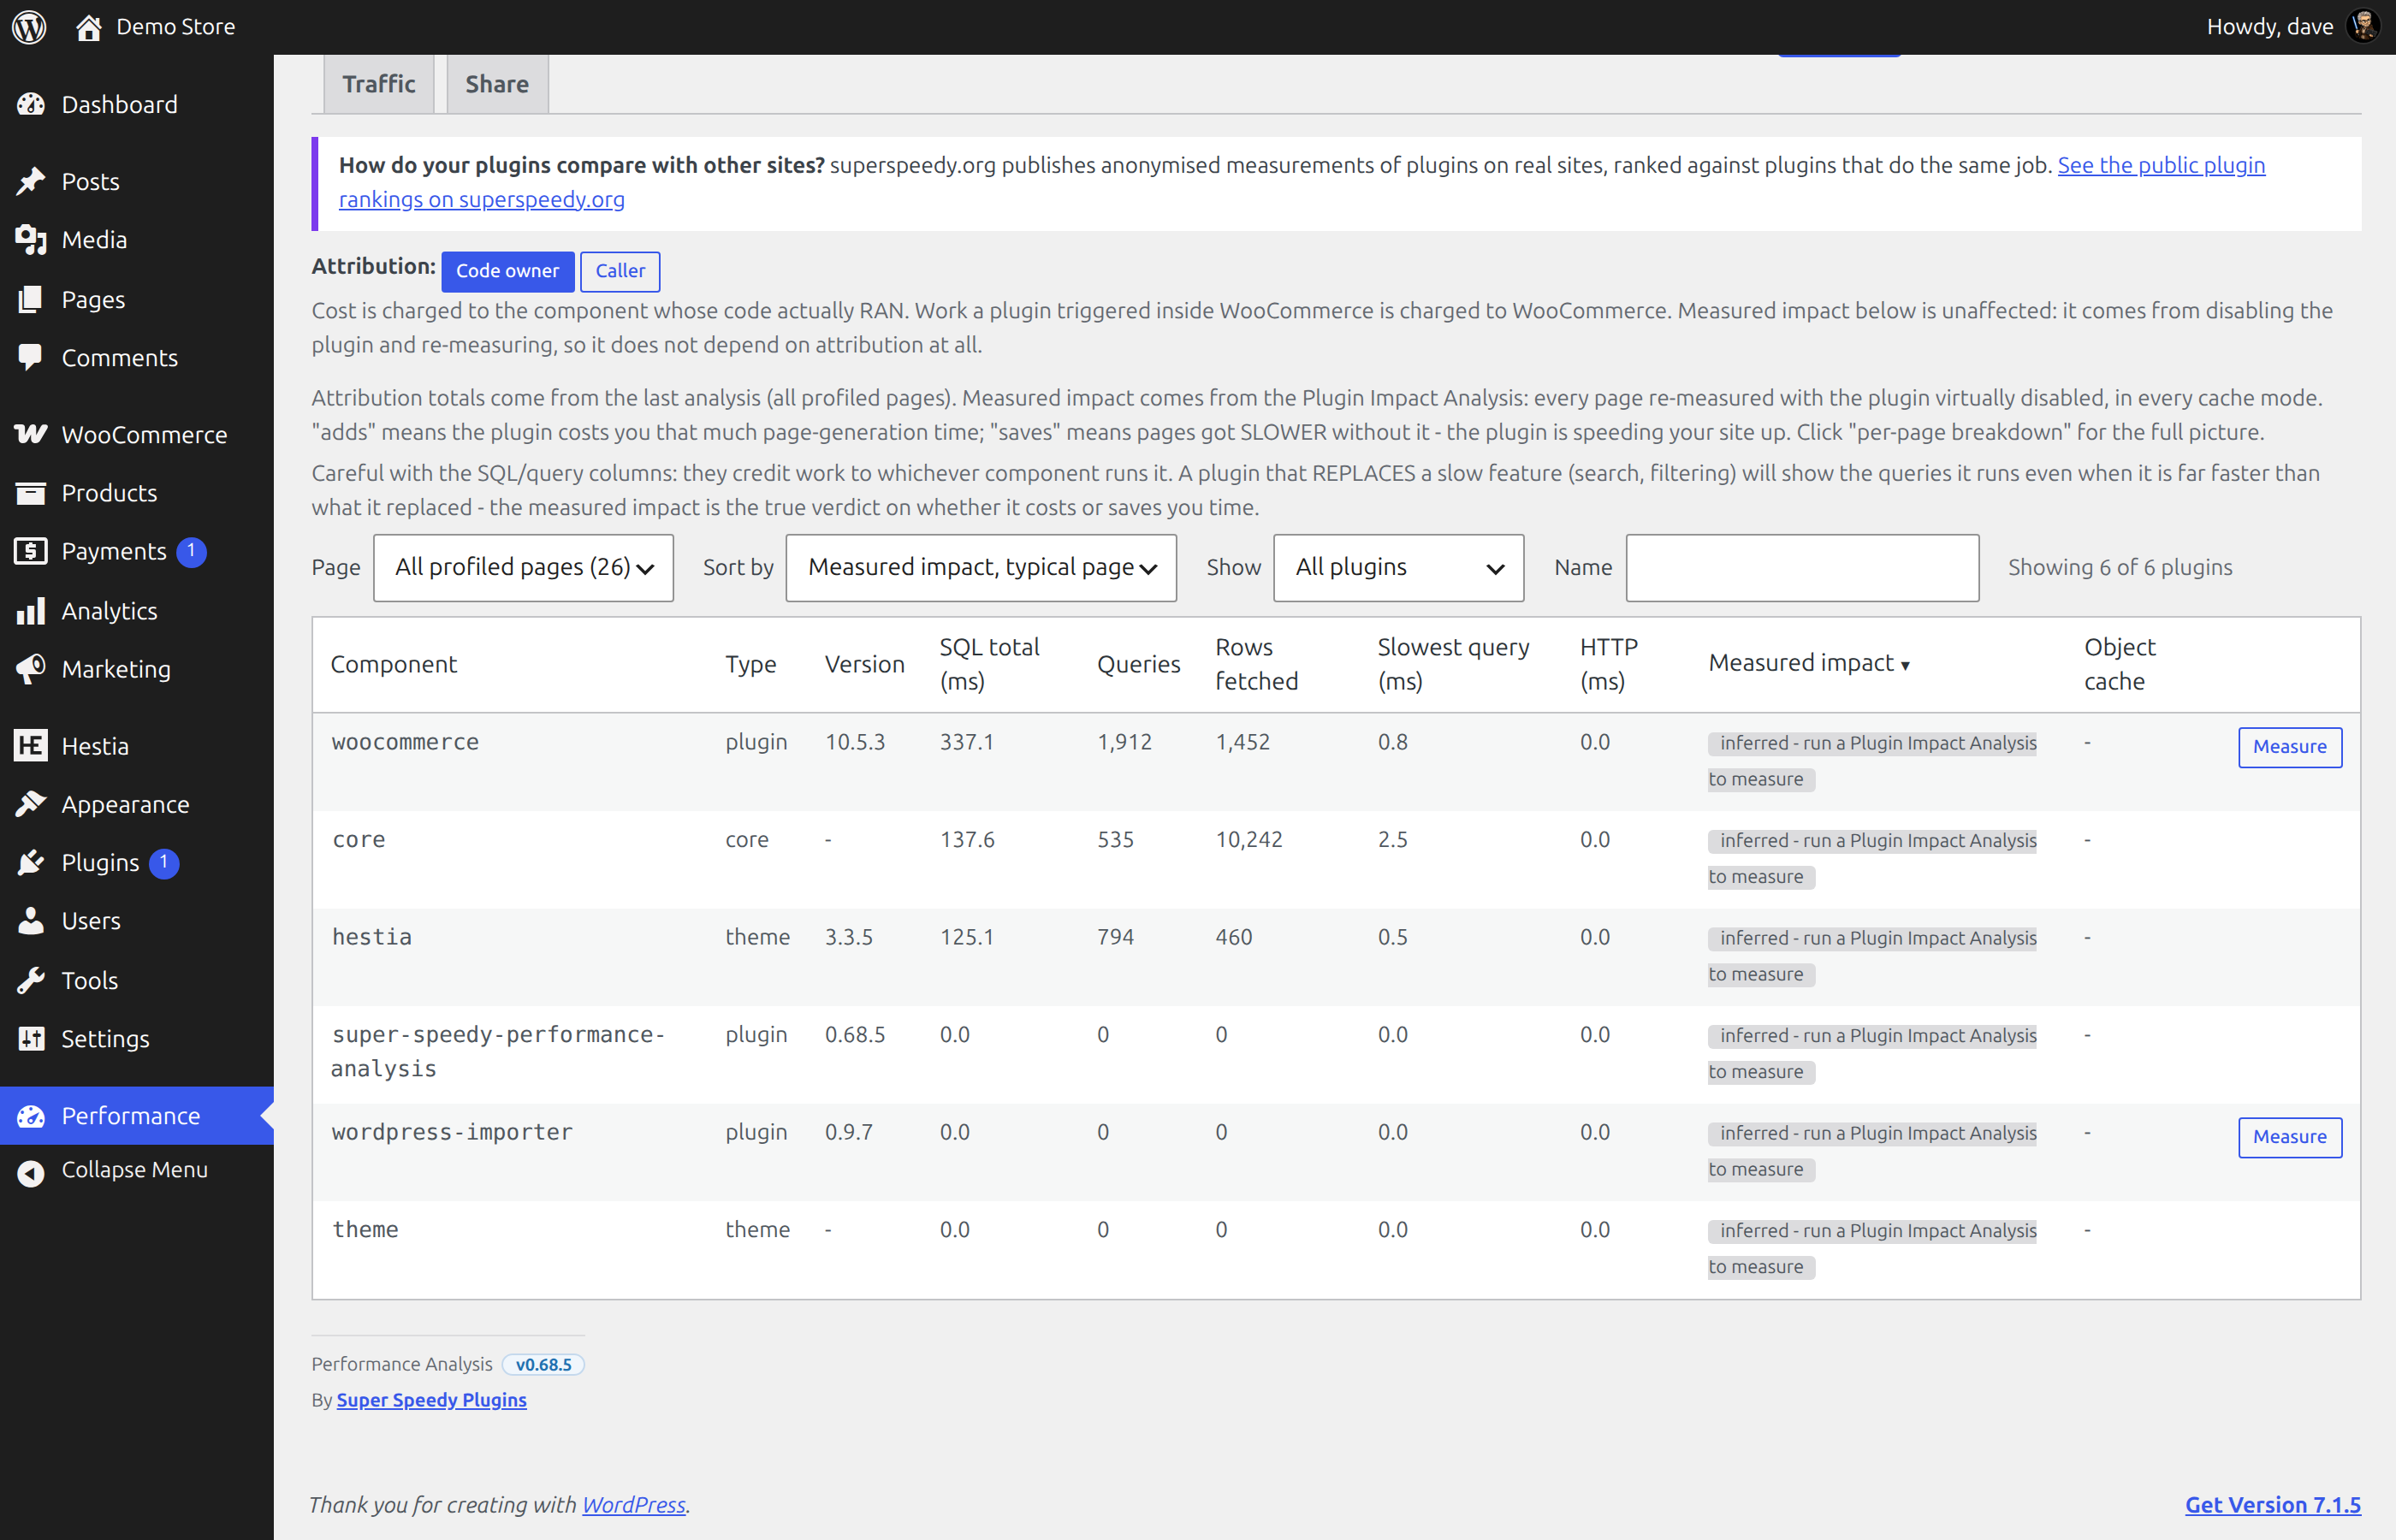 Demo Store
Howdy, dave
Dashboard
Posts
Media
Pages
Comments
WooCommerce
Products
Payments 1
Analytics
Marketing
Hestia
Appearance
Plugins 1
Users
Tools
Settings
Performance
Collapse Menu
Traffic
Share
How do your plugins compare with other sites? superspeedy.org publishes anonymised measurements of plugins on real sites, ranked against plugins that do the same job. See the public plugin
rankings on superspeedy.org
Attribution: Code owner Caller
Cost is charged to the component whose code actually RAN. Work a plugin triggered inside WooCommerce is charged to WooCommerce. Measured impact below is unaffected: it comes from disabling the
plugin and re-measuring, so it does not depend on attribution at all.
Attribution totals come from the last analysis (all profiled pages). Measured impact comes from the Plugin Impact Analysis: every page re-measured with the plugin virtually disabled, in every cache mode.
"adds" means the plugin costs you that much page-generation time; "saves" means pages got SLOWER without it - the plugin is speeding your site up. Click "per-page breakdown" for the full picture.
Careful with the SQL/query columns: they credit work to whichever component runs it. A plugin that REPLACES a slow feature (search, filtering) will show the queries it runs even when it is far faster than
what it replaced - the measured impact is the true verdict on whether it costs or saves you time.
Page All profiled pages (26) Sort by Measured impact, typical page Show All plugins Name Showing 6 of 6 plugins
Component Type Version SQL total (ms) Queries Rows fetched Slowest query (ms) HTTP (ms) Measured impact ▾ Object cache
woocommerce plugin 10.5.3 337.1 1,912 1,452 0.8 0.0 inferred - run a Plugin Impact Analysis - Measure
to measure
core core - 137.6 535 10,242 2.5 0.0 inferred - run a Plugin Impact Analysis -
to measure
hestia theme 3.3.5 125.1 794 460 0.5 0.0 inferred - run a Plugin Impact Analysis -
to measure
super-speedy-performance- plugin 0.68.5 0.0 0 0 0.0 0.0 inferred - run a Plugin Impact Analysis -
analysis to measure
wordpress-importer plugin 0.9.7 0.0 0 0 0.0 0.0 inferred - run a Plugin Impact Analysis - Measure
to measure
theme theme - 0.0 0 0 0.0 0.0 inferred - run a Plugin Impact Analysis -
to measure
Performance Analysis v0.68.5
By Super Speedy Plugins
Thank you for creating with WordPress.
Get Version 7.1.5